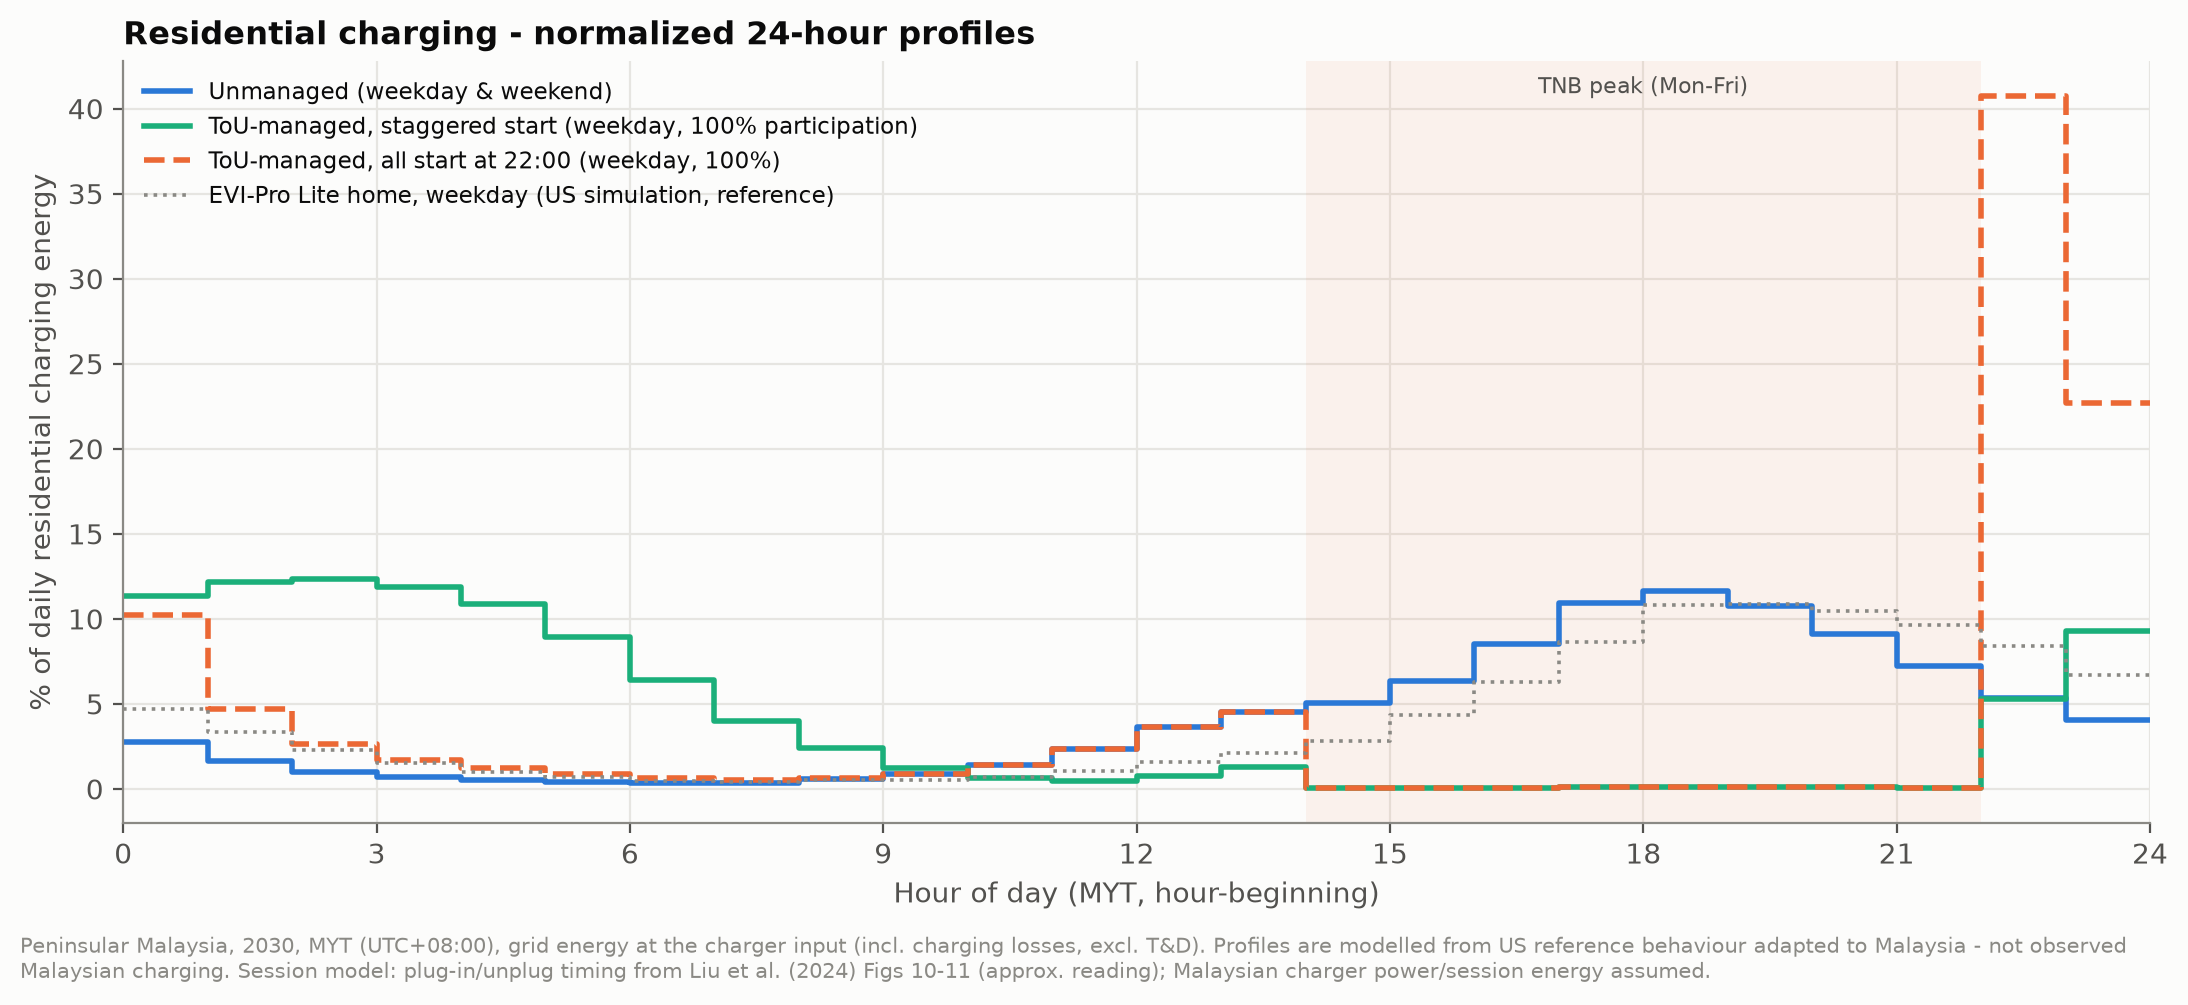 Residential charging - normalized 24-hour profiles
Unmanaged (weekday & weekend)
ToU-managed, staggered start (weekday, 100% participation)
ToU-managed, all start at 22:00 (weekday, 100%)
EVI-Pro Lite home, weekday (US simulation, reference)
TNB peak (Mon-Fri)
% of daily residential charging energy
40
35
30
25
20
15
10
5
0
0 3 6 9 12 15 18 21 24
Hour of day (MYT, hour-beginning)
Peninsular Malaysia, 2030, MYT (UTC+08:00), grid energy at the charger input (incl. charging losses, excl. T&D). Profiles are modelled from US reference behaviour adapted to Malaysia - not observed
Malaysian charging. Session model: plug-in/unplug timing from Liu et al. (2024) Figs 10-11 (approx. reading); Malaysian charger power/session energy assumed.